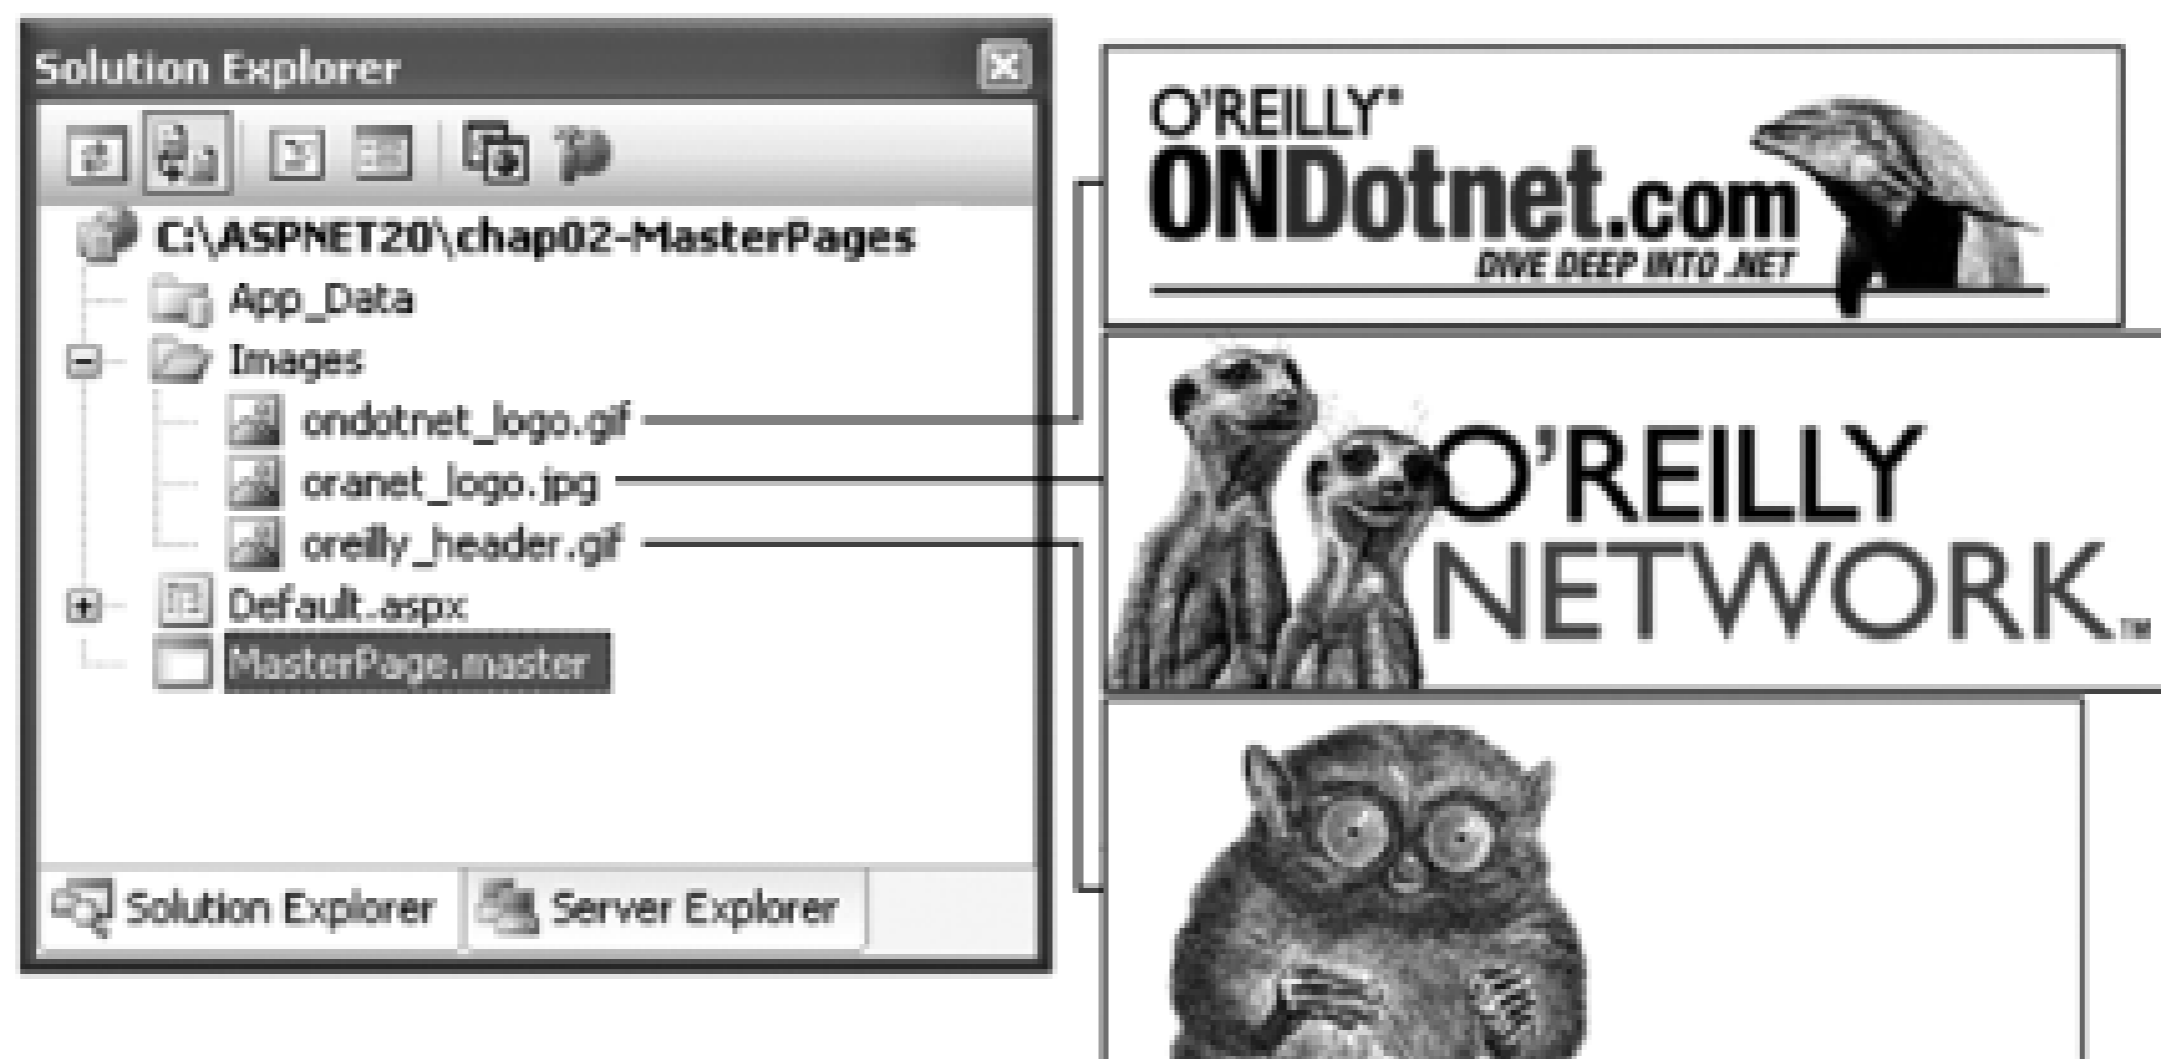 Solution Explorer
C:\ASPNET20\chap02-MasterPages
App_Data
Images
ondotnet_logo.gif
oranet_logo.jpg
oreilly_header.gif
Default.aspx
MasterPage.master
Solution Explorer
Server Explorer
O'REILLY®
ONDotnet.com
DIVE DEEP INTO .NET
O'REILLY
NETWORK™